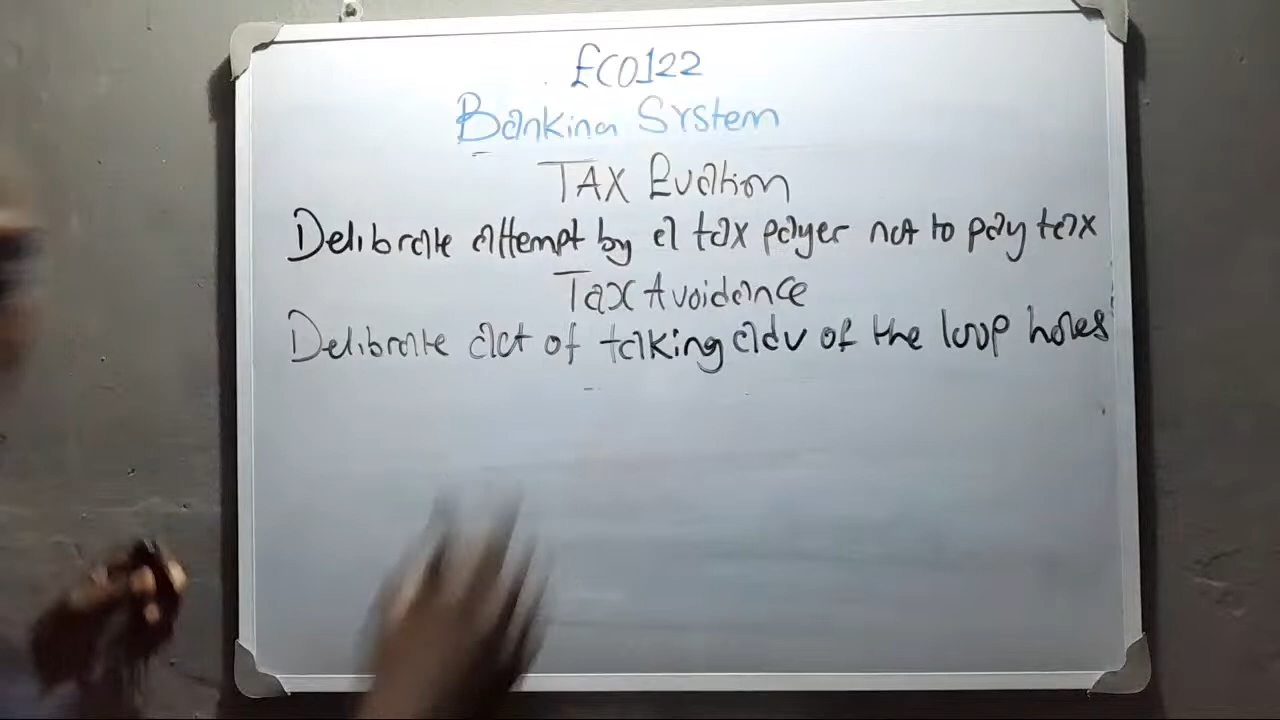 ECO122
Banking System
TAX Evation
Delibrate attempt by a tax payer not to pay tax
Tax Avoidance
Delibrate act of taking adv of the loop holes